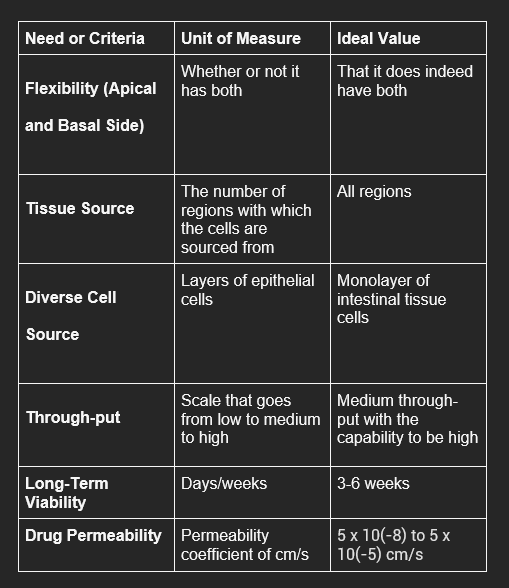 Need or Criteria
Unit of Measure
Ideal Value
Flexibility (Apical
and Basal Side)
Whether or not it
has both
That it does indeed
have both
Tissue Source
The number of
regions with which
the cells are
sourced from
All regions
Diverse Cell
Source
Layers of epithelial
cells
Monolayer of
intestinal tissue
cells
Through-put
Scale that goes
from low to medium
to high
Medium through-
put with the
capability to be high
Long-Term
Viability
Days/weeks
3-6 weeks
Drug Permeability
Permeability
coefficient of cm/s
5 x 10(-8) to 5 x
10(-5) cm/s